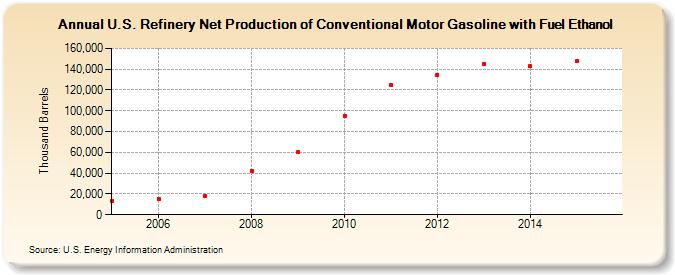 Annual U.S. Refinery Net Production of Conventional Motor Gasoline with Fuel Ethanol
Thousand Barrels
160,000
140,000
120,000
100,000
80,000
60,000
40,000
20,000
0
2006 2008 2010 2012 2014
Source: U.S. Energy Information Administration